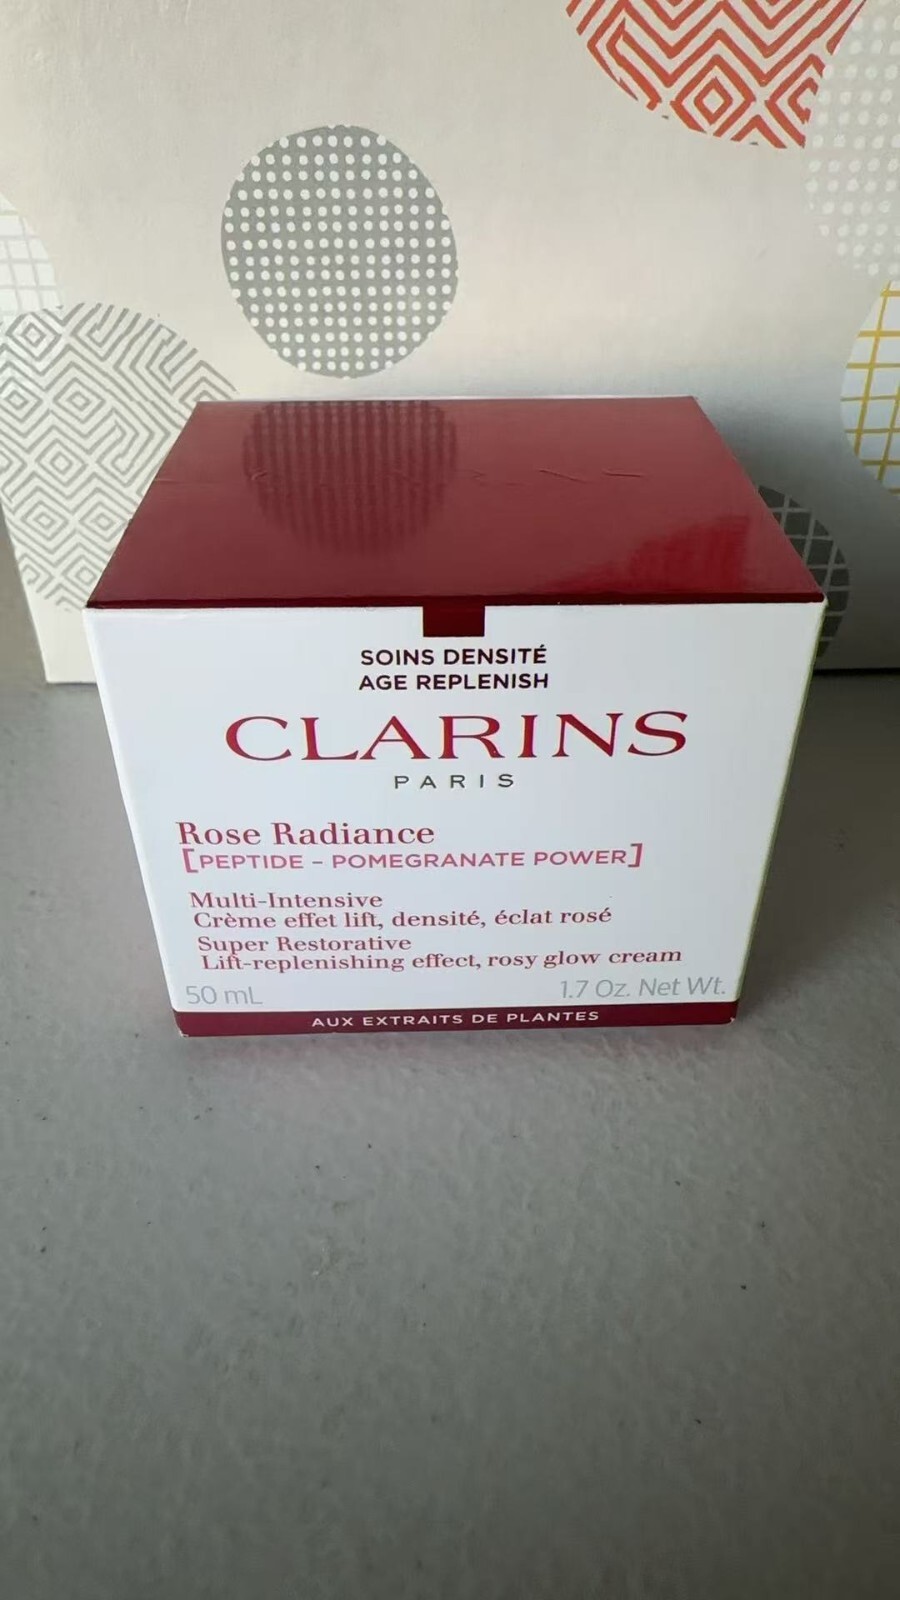 SOINS DENSITÉ
AGE REPLENISH
CLARINS
PARIS
Rose Radiance
[PEPTIDE – POMEGRANATE POWER]
Multi-Intensive
Crème effet lift, densité, éclat rosé
Super Restorative
Lift-replenishing effect, rosy glow cream
50 mL 1.7 Oz. Net Wt.
AUX EXTRAITS DE PLANTES